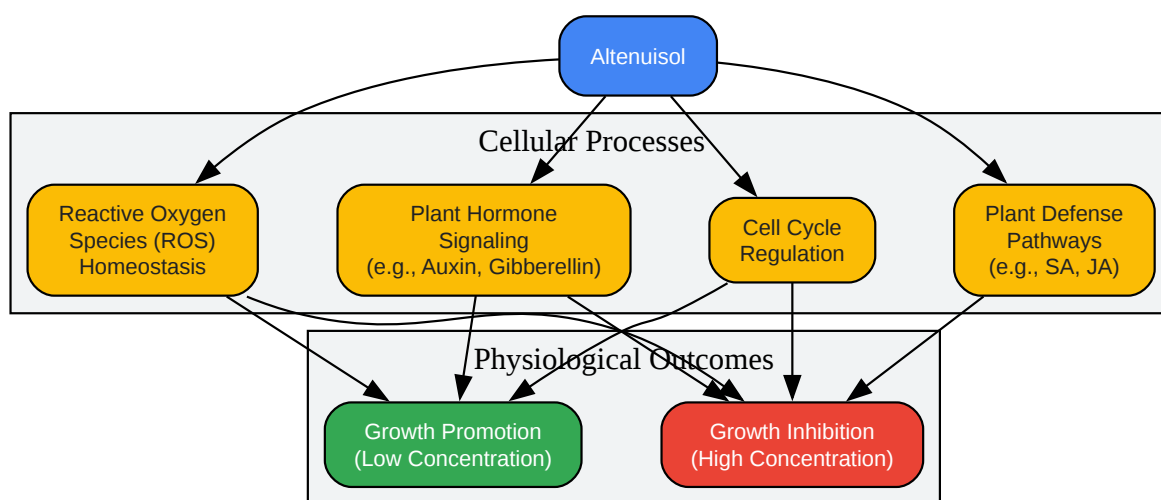 Altenuisol
Cellular Processes
Reactive Oxygen
Species (ROS)
Homeostasis
Plant Hormone
Signaling
(e.g., Auxin, Gibberellin)
Cell Cycle
Regulation
Plant Defense
Pathways
(e.g., SA, JA)
Physiological Outcomes
Growth Promotion
(Low Concentration)
Growth Inhibition
(High Concentration)